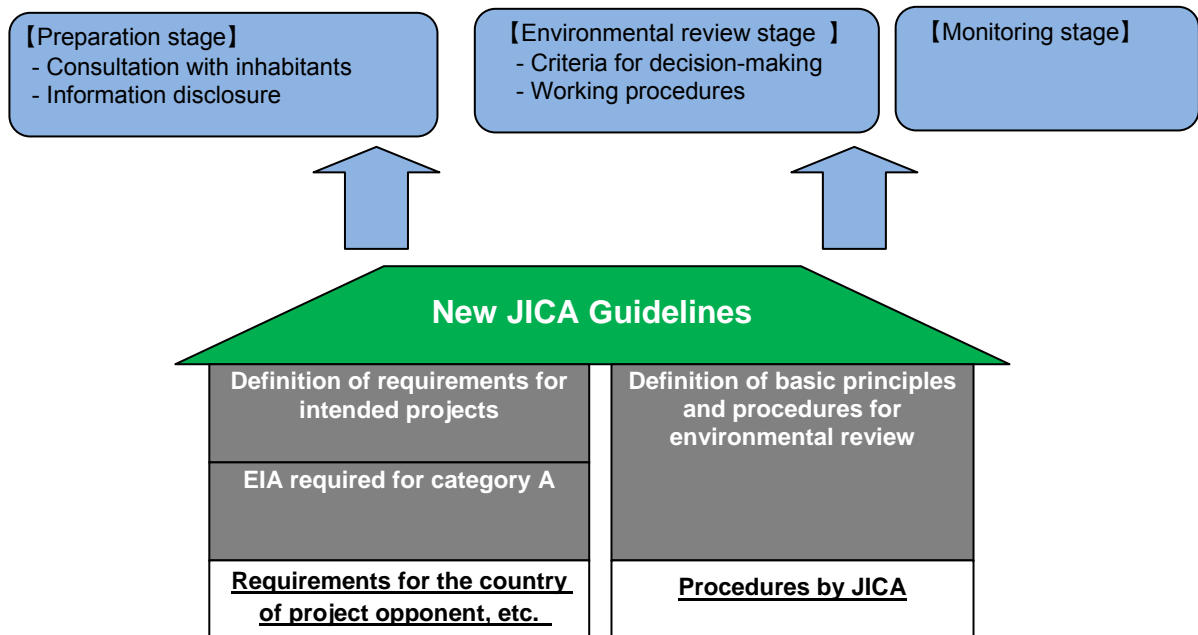 【Preparation stage】
- Consultation with inhabitants
- Information disclosure
【Environmental review stage 】
- Criteria for decision-making
- Working procedures
【Monitoring stage】
New JICA Guidelines
Definition of requirements for
intended projects
EIA required for category A
Requirements for the country
of project opponent, etc.
Definition of basic principles
and procedures for
environmental review
Procedures by JICA